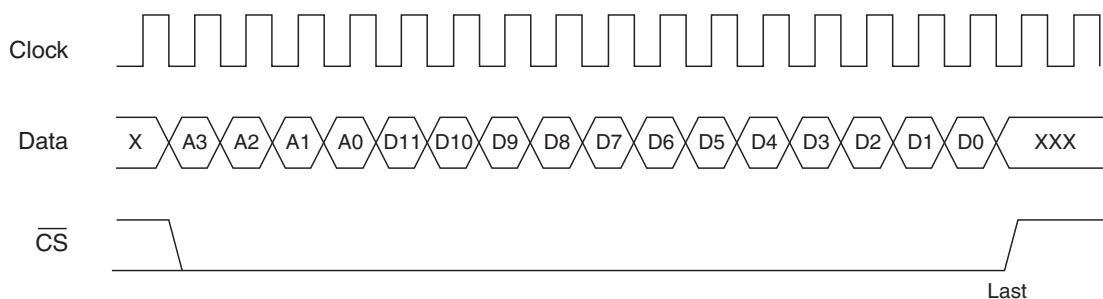 Clock
Data X A3 A2 A1 A0 D11 D10 D9 D8 D7 D6 D5 D4 D3 D2 D1 D0 XXX
CS
Last